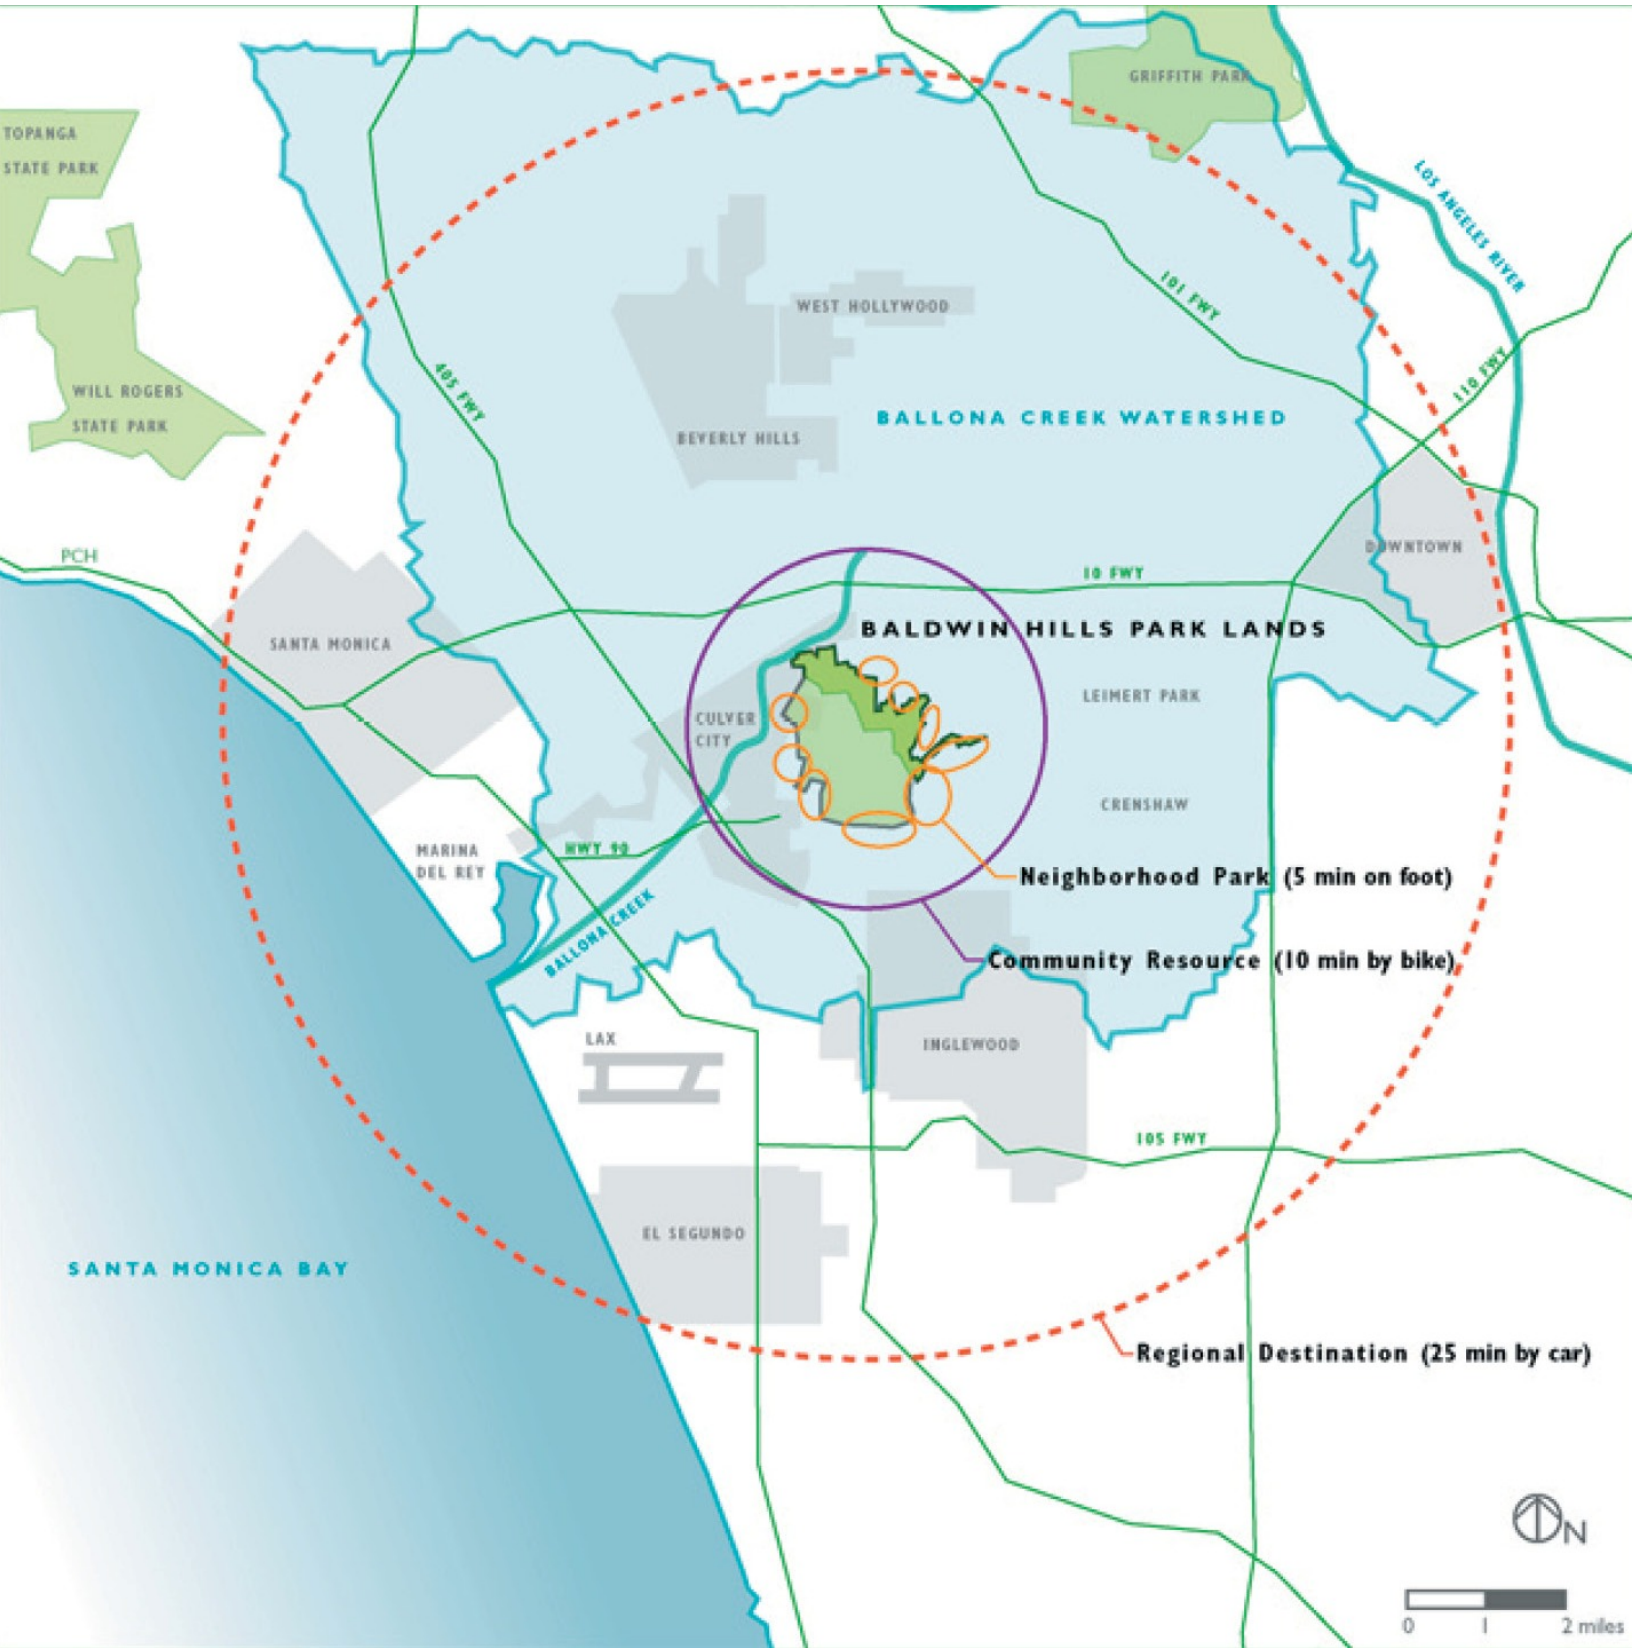 GRIFFITH PARK
TOPANGA
STATE PARK
LOS ANGELES RIVER
101 FWY
WEST HOLLYWOOD
405 FWY
110 FWY
WILL ROGERS
STATE PARK
BALLONA CREEK WATERSHED
BEVERLY HILLS
DOWNTOWN
PCH
10 FWY
BALDWIN HILLS PARK LANDS
SANTA MONICA
LEIMERT PARK
CULVER
CITY
CRENSHAW
HWY 90
MARINA
DEL REY
Neighborhood Park (5 min on foot)
BALLONA CREEK
Community Resource (10 min by bike)
LAX
INGLEWOOD
105 FWY
EL SEGUNDO
SANTA MONICA BAY
Regional Destination (25 min by car)
N
0 1 2 miles